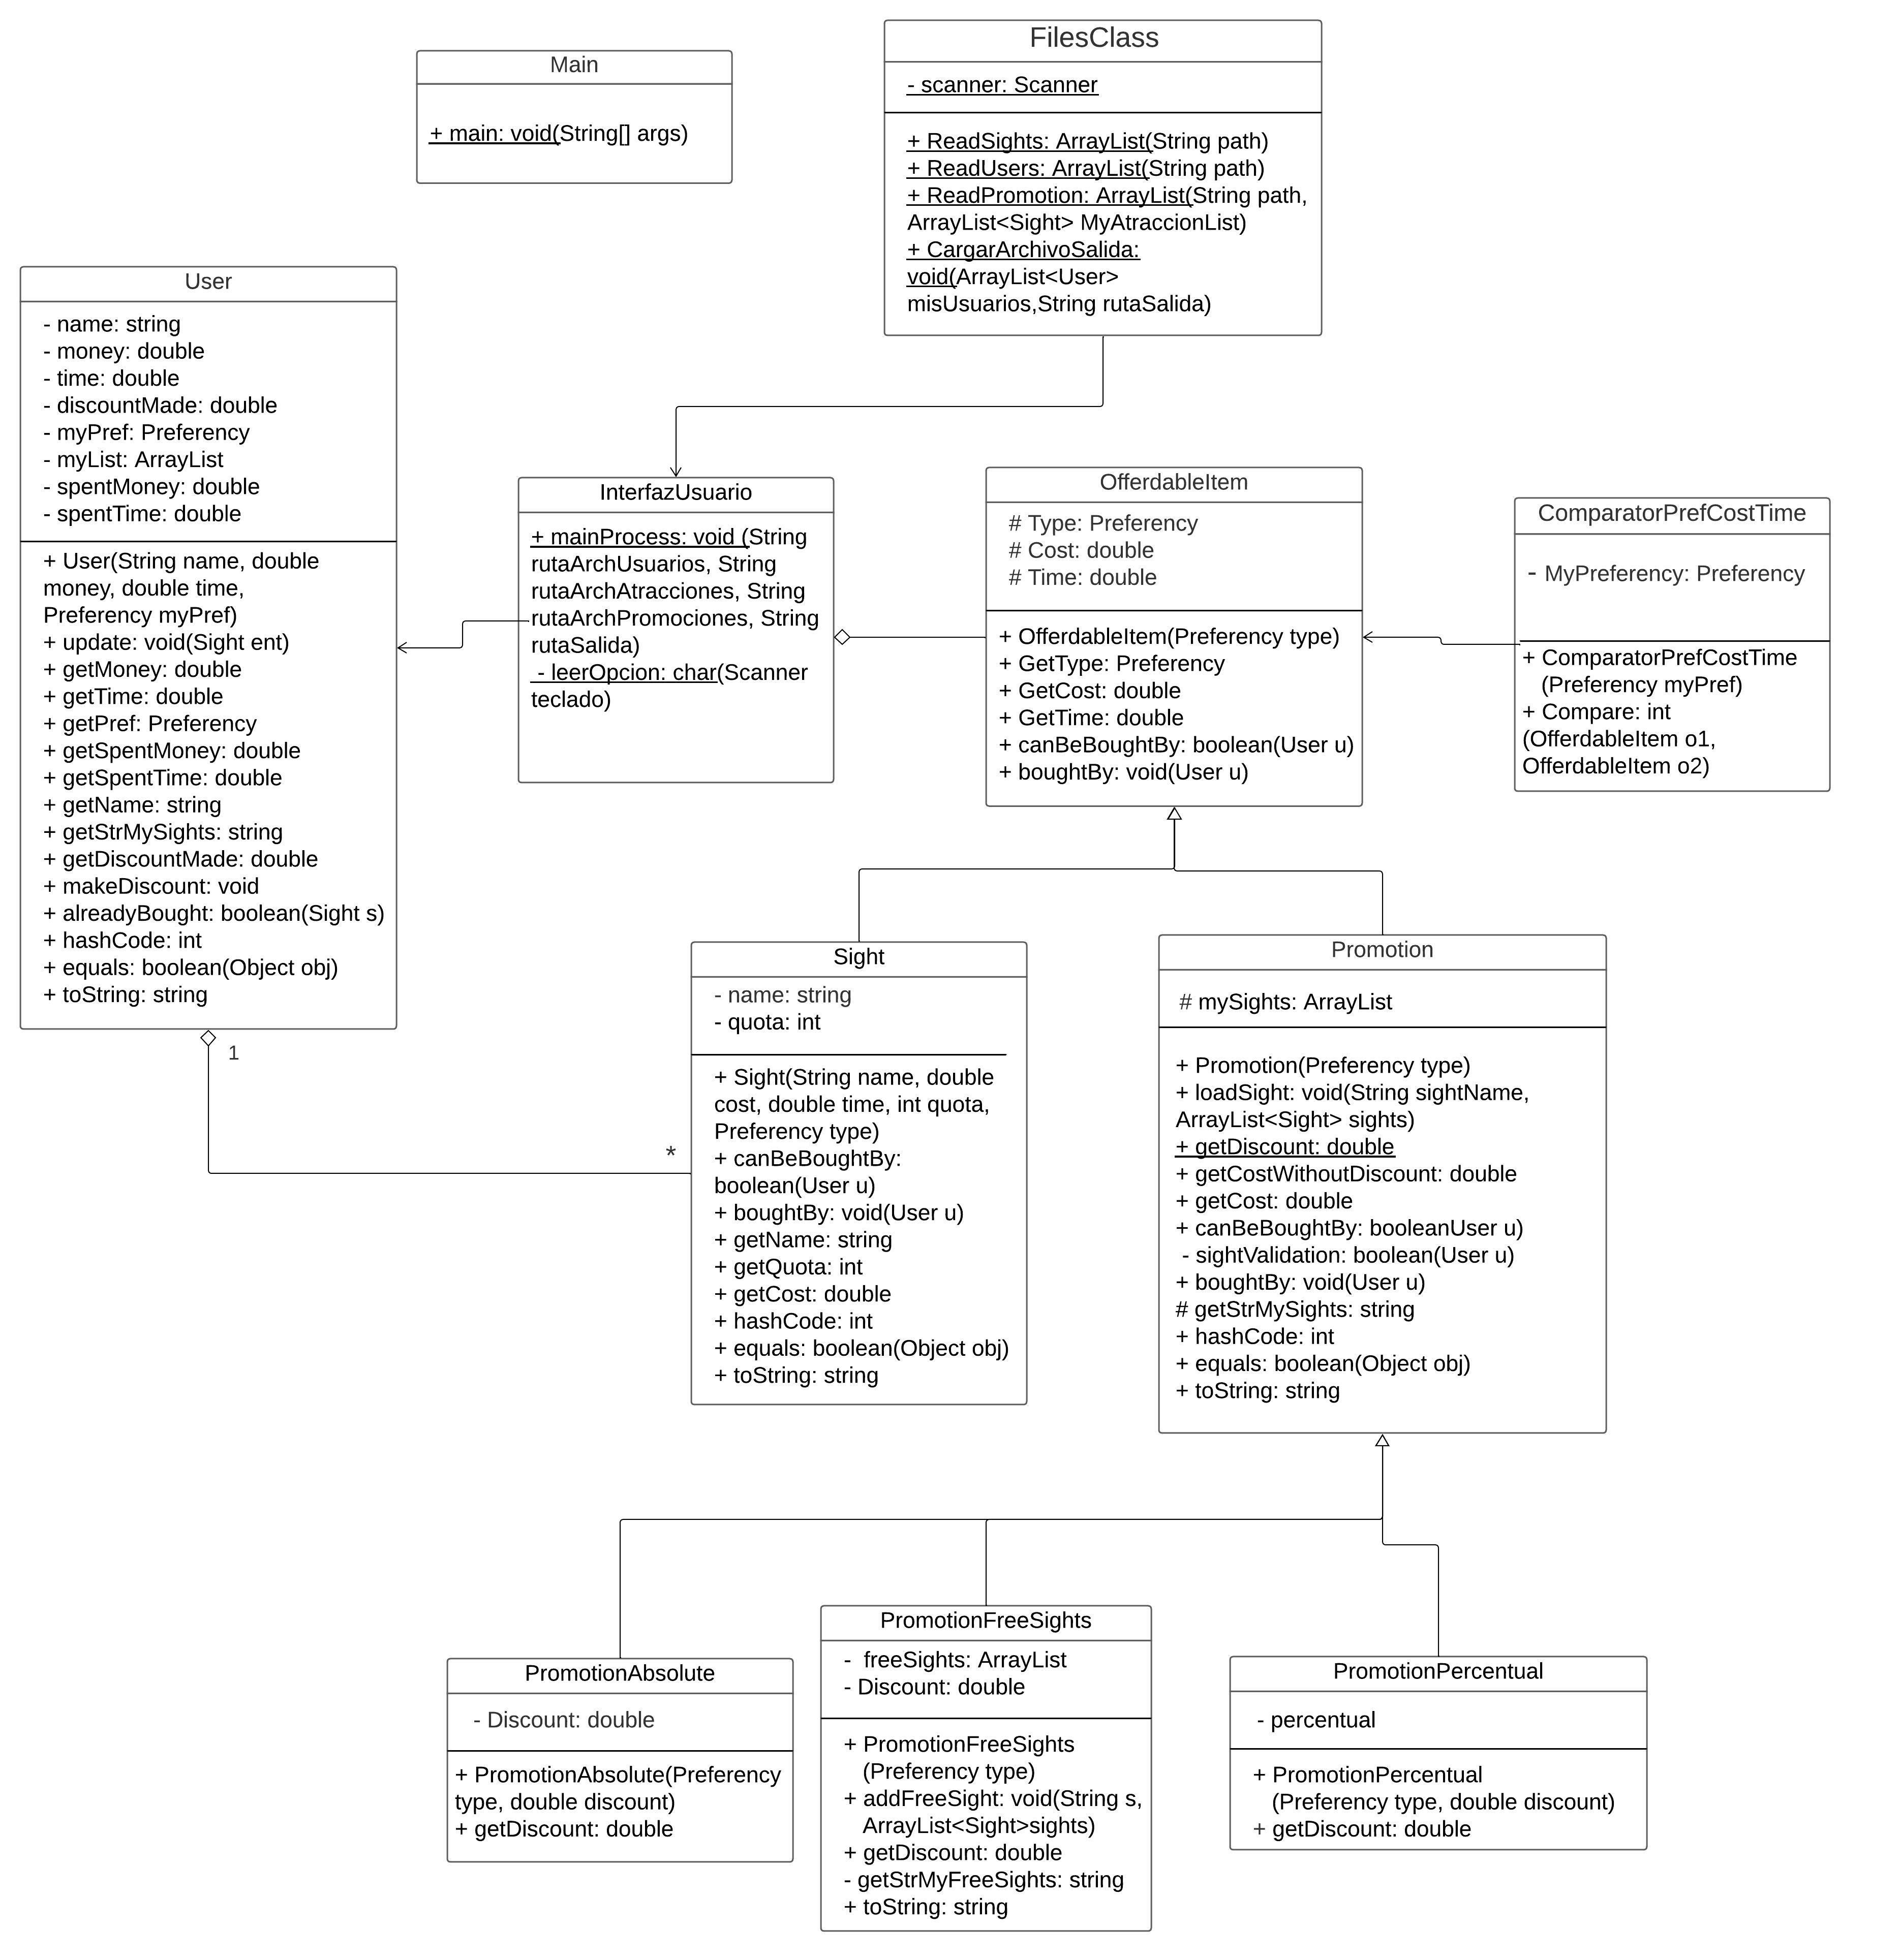 FilesClass
- scanner: Scanner
+ ReadSights: ArrayList(String path)
+ ReadUsers: ArrayList(String path)
+ ReadPromotion: ArrayList(String path,
ArrayList<Sight> MyAtraccionList)
+ CargarArchivoSalida:
void(ArrayList<User>
misUsuarios,String rutaSalida)
Main
+ main: void(String[] args)
User
- name: string
- money: double
- time: double
- discountMade: double
- myPref: Preferency
- myList: ArrayList
- spentMoney: double
- spentTime: double
+ User(String name, double
money, double time,
Preferency myPref)
+ update: void(Sight ent)
+ getMoney: double
+ getTime: double
+ getPref: Preferency
+ getSpentMoney: double
+ getSpentTime: double
+ getName: string
+ getStrMySights: string
+ getDiscountMade: double
+ makeDiscount: void
+ alreadyBought: boolean(Sight s)
+ hashCode: int
+ equals: boolean(Object obj)
+ toString: string
1
*
InterfazUsuario
+ mainProcess: void (String
rutaArchUsuarios, String
rutaArchAtracciones, String
rutaArchPromociones, String
rutaSalida)
- leerOpcion: char(Scanner
teclado)
OfferdableItem
# Type: Preferency
# Cost: double
# Time: double
+ OfferdableItem(Preferency type)
+ GetType: Preferency
+ GetCost: double
+ GetTime: double
+ canBeBoughtBy: boolean(User u)
+ boughtBy: void(User u)
ComparatorPrefCostTime
- MyPreferency: Preferency
+ ComparatorPrefCostTime
(Preferency myPref)
+ Compare: int
(OfferdableItem o1,
OfferdableItem o2)
Sight
- name: string
- quota: int
+ Sight(String name, double
cost, double time, int quota,
Preferency type)
+ canBeBoughtBy:
boolean(User u)
+ boughtBy: void(User u)
+ getName: string
+ getQuota: int
+ getCost: double
+ hashCode: int
+ equals: boolean(Object obj)
+ toString: string
Promotion
# mySights: ArrayList
+ Promotion(Preferency type)
+ loadSight: void(String sightName,
ArrayList<Sight> sights)
+ getDiscount: double
+ getCostWithoutDiscount: double
+ getCost: double
+ canBeBoughtBy: booleanUser u)
- sightValidation: boolean(User u)
+ boughtBy: void(User u)
# getStrMySights: string
+ hashCode: int
+ equals: boolean(Object obj)
+ toString: string
PromotionAbsolute
- Discount: double
+ PromotionAbsolute(Preferency
type, double discount)
+ getDiscount: double
PromotionFreeSights
- freeSights: ArrayList
- Discount: double
+ PromotionFreeSights
(Preferency type)
+ addFreeSight: void(String s,
ArrayList<Sight>sights)
+ getDiscount: double
- getStrMyFreeSights: string
+ toString: string
PromotionPercentual
- percentual
+ PromotionPercentual
(Preferency type, double discount)
+ getDiscount: double